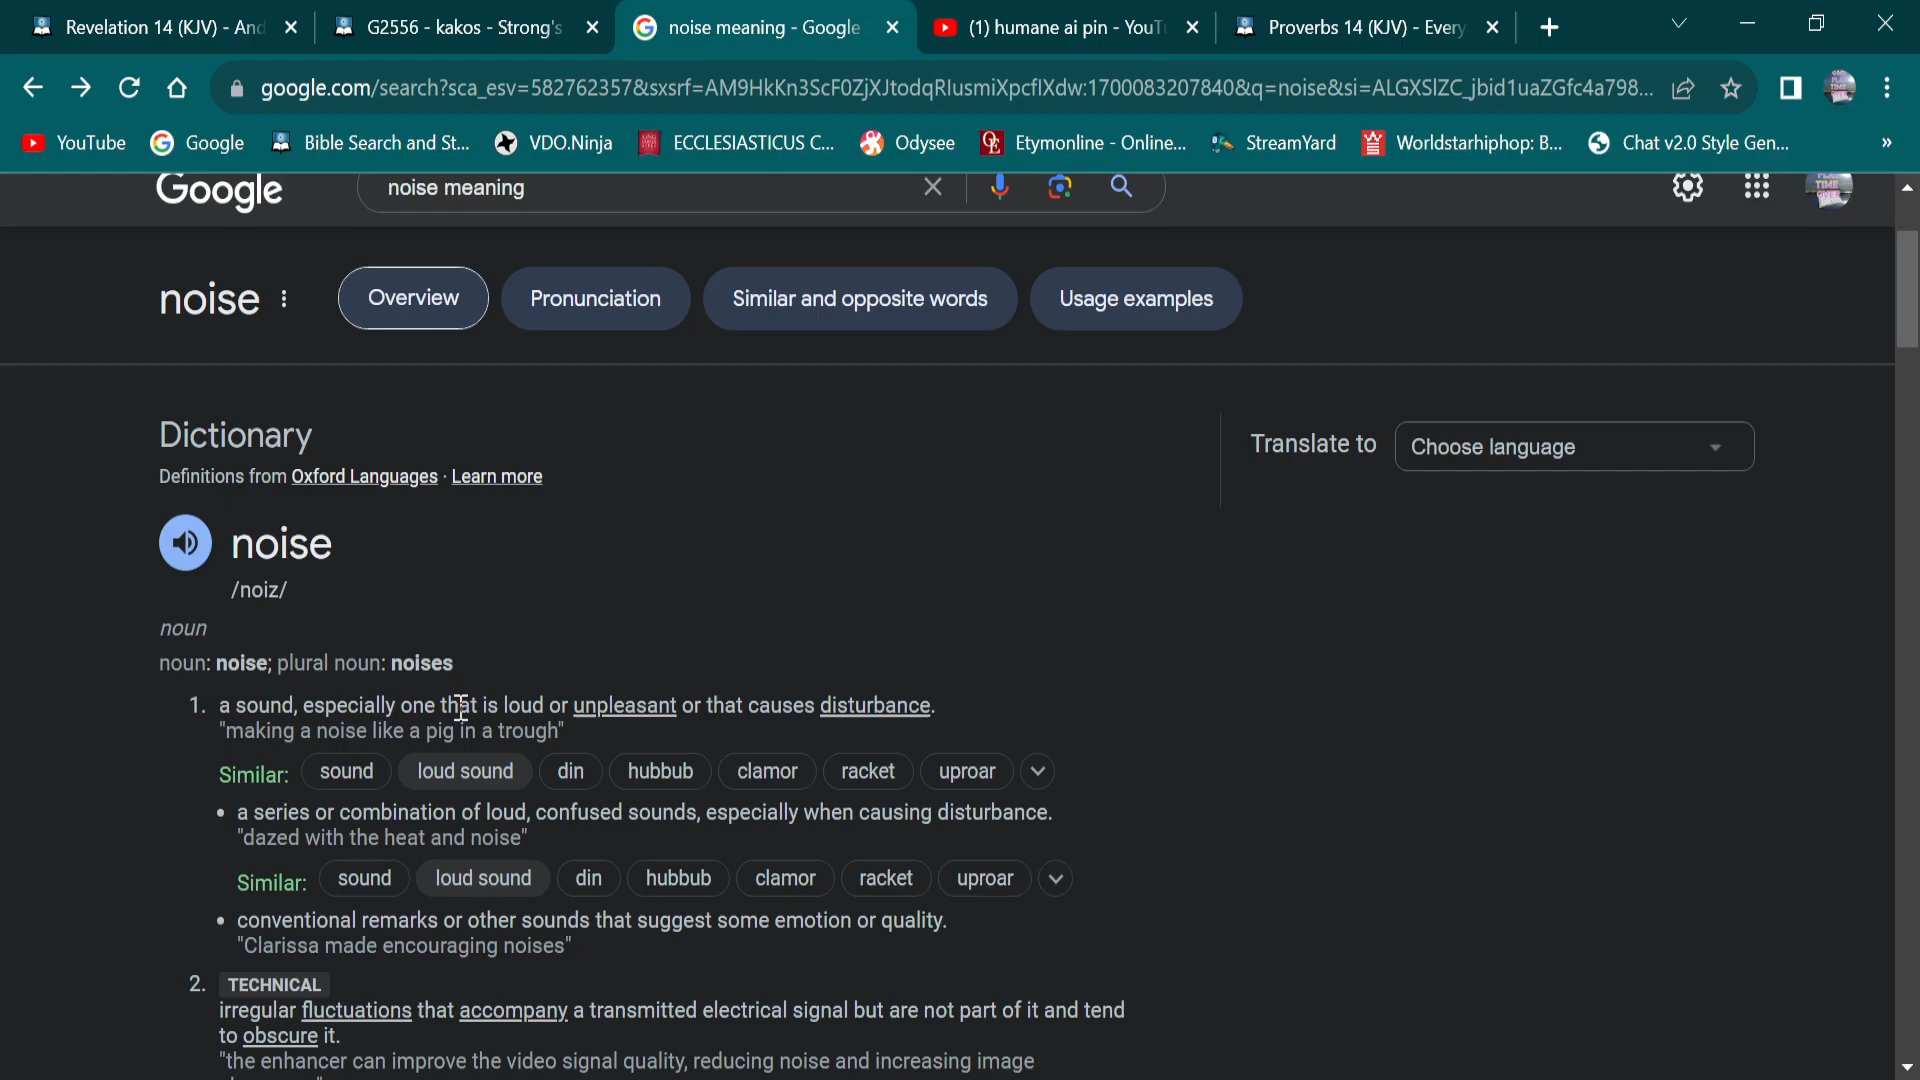 Revelation 14 (KJV) - And
G2556 - kakos - Strong's
noise meaning - Google
(1) humane ai pin - YouT
Proverbs 14 (KJV) - Every
google.com/search?sca_esv=582762357&sxsrf=AM9HkKn3ScF0ZjXJtodqRlusmiXpcflXdw:1700083207840&q=noise&si=ALGXSlZC_jbid1uaZGfc4a798...
YouTube
Google
Bible Search and St...
VDO.Ninja
ECCLESIASTICUS C...
Odysee
Etymonline - Online...
StreamYard
Worldstarhiphop: B...
Chat v2.0 Style Gen...
»
Google
noise meaning
noise
Overview
Pronunciation
Similar and opposite words
Usage examples
Dictionary
Definitions from Oxford Languages · Learn more
Translate to
Choose language
noise
/noiz/
noun
noun: noise; plural noun: noises
1. a sound, especially one that is loud or unpleasant or that causes disturbance.
"making a noise like a pig in a trough"
Similar: sound loud sound din hubbub clamor racket uproar
• a series or combination of loud, confused sounds, especially when causing disturbance.
"dazed with the heat and noise"
Similar: sound loud sound din hubbub clamor racket uproar
• conventional remarks or other sounds that suggest some emotion or quality.
"Clarissa made encouraging noises"
2. TECHNICAL
irregular fluctuations that accompany a transmitted electrical signal but are not part of it and tend
to obscure it.
"the enhancer can improve the video signal quality, reducing noise and increasing image